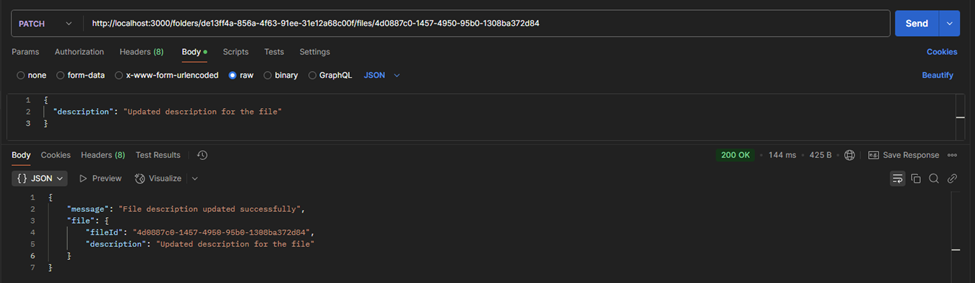 PATCH http://localhost:3000/folders/de13ff4a-856a-4f63-91ee-31e12a68c00f/files/4d0887c0-1457-4950-95b0-1308ba372d84 Send
Params Authorization Headers (8) Body Scripts Tests Settings Cookies
none form-data x-www-form-urlencoded raw binary GraphQL JSON Beautify
1 {
2 "description": "Updated description for the file"
3 }
Body Cookies Headers (8) Test Results 200 OK • 144 ms • 425 B • Save Response
{} JSON Preview Visualize
1 {
2 "message": "File description updated successfully",
3 "file": {
4 "fileId": "4d0887c0-1457-4950-95b0-1308ba372d84",
5 "description": "Updated description for the file"
6 }
7 }